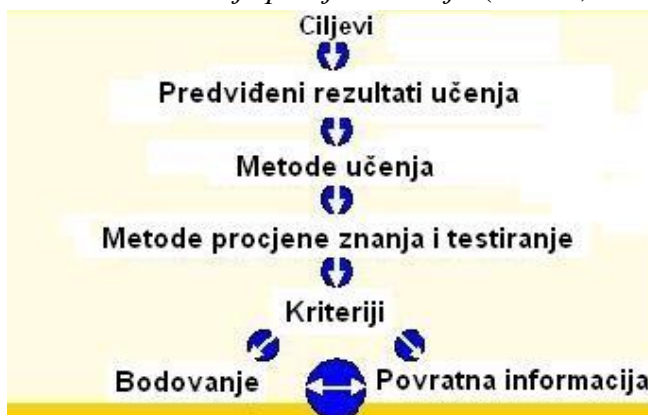 Ciljevi
Predviđeni rezultati učenja
Metode učenja
Metode procjene znanja i testiranje
Kriteriji
Bodovanje Povratna informacija